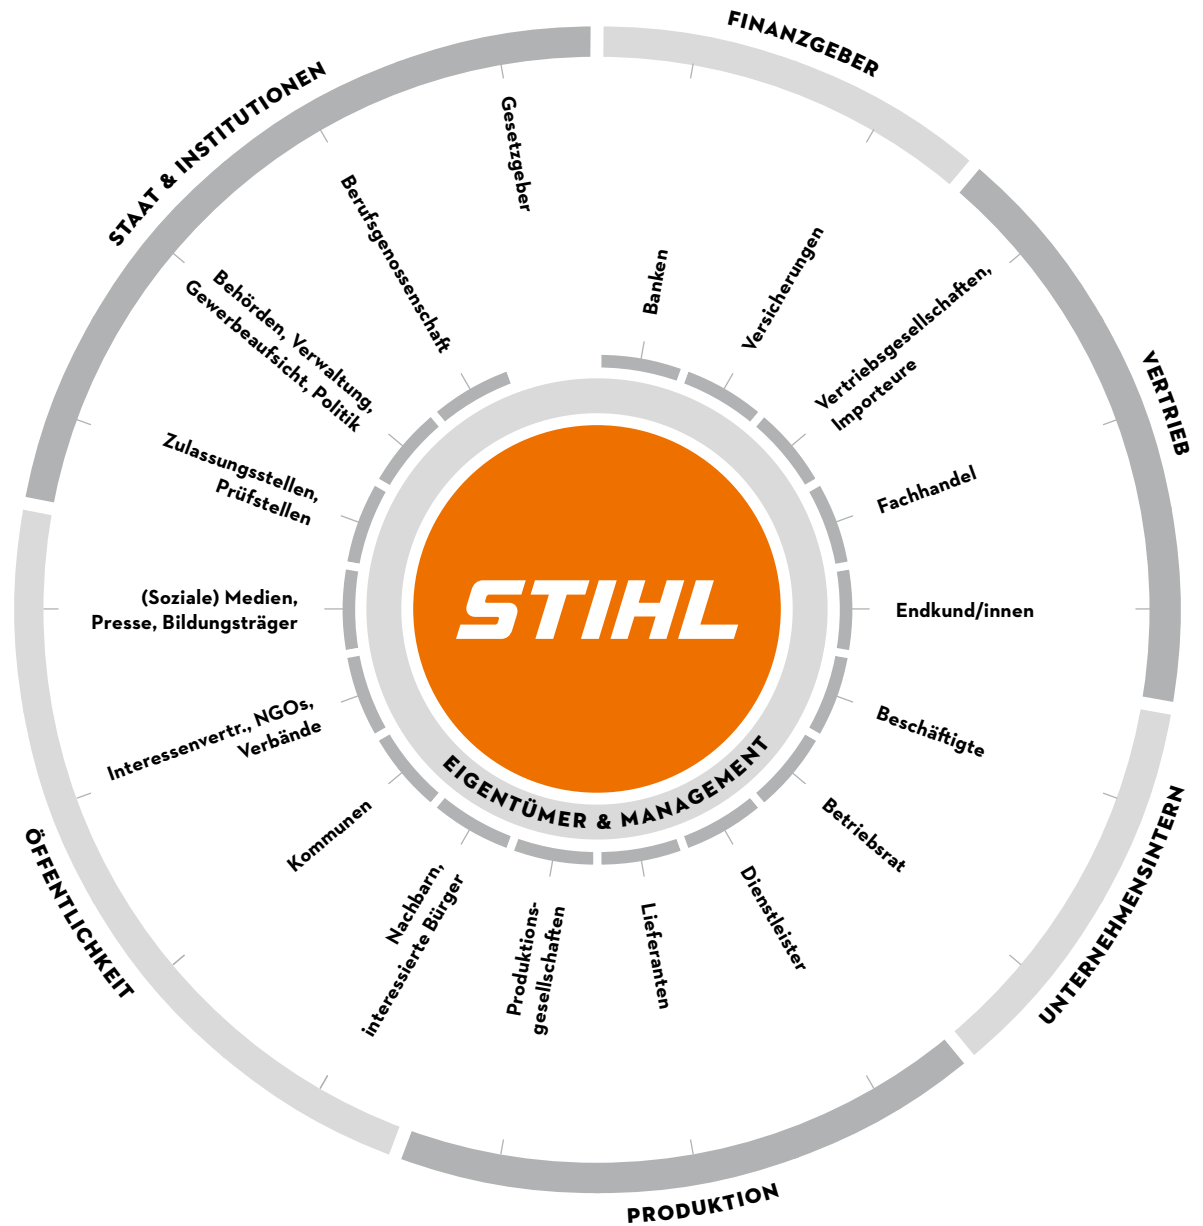 FINANZGEBER
Banken
Versicherungen
VERTRIEB
Vertriebsgesellschaften,
Importeure
Fachhandel
Endkund/innen
UNTERNEHMENSINTERN
Beschäftigte
Betriebsrat
PRODUKTION
Dienstleister
Lieferanten
Produktions-
gesellschaften
ÖFFENTLICHKEIT
Nachbarn,
interessierte Bürger
Kommunen
Interessenvertr., NGOs,
Verbände
(Soziale) Medien,
Presse, Bildungsträger
STAAT & INSTITUTIONEN
Zulassungsstellen,
Prüfstellen
Behörden, Verwaltung,
Gewerbeaufsicht, Politik
Berufsgenossenschaft
Gesetzgeber
STIHL
EIGENTÜMER & MANAGEMENT